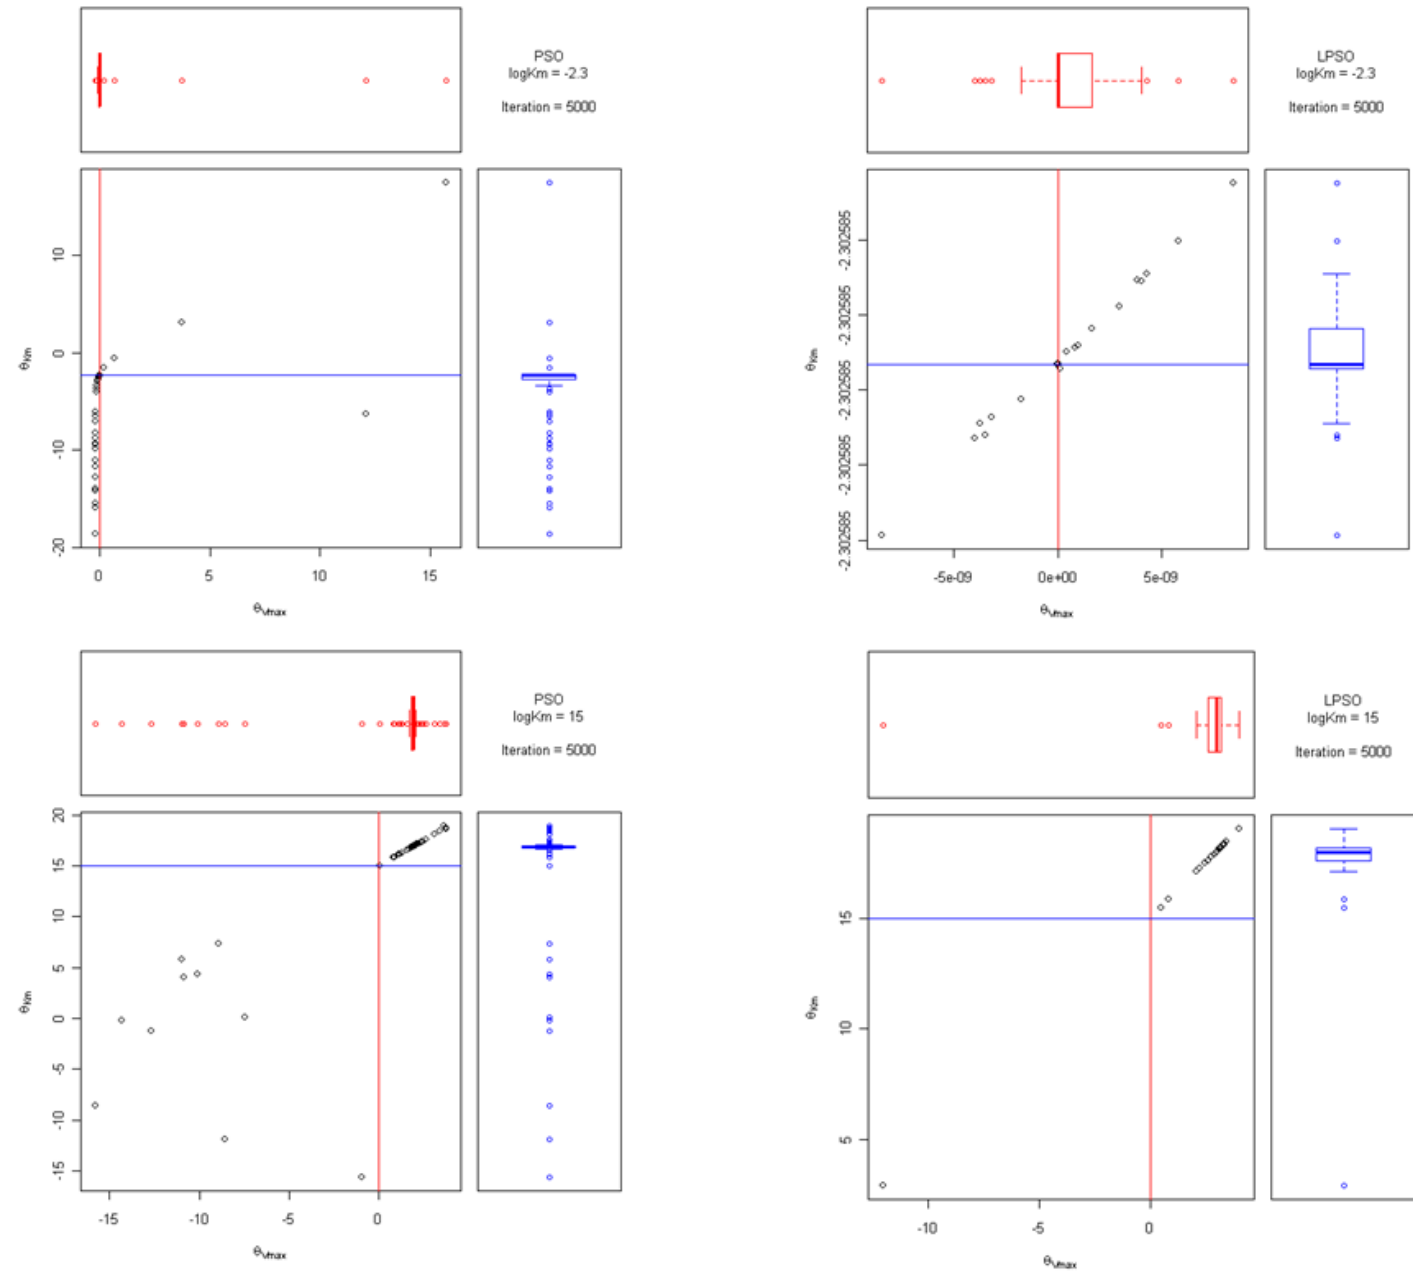 PSO
logKm = -2.3
Iteration = 5000
10
0
-10
-20
θKm
0 5 10 15
θVmax
LPSO
logKm = -2.3
Iteration = 5000
-2.302585
-2.302585
-2.302585
-2.302585
-2.302585
θKm
-5e-09 0e+00 5e-09
θVmax
PSO
logKm = 15
Iteration = 5000
20
15
10
5
0
-5
-10
-15
θKm
-15 -10 -5 0
θVmax
LPSO
logKm = 15
Iteration = 5000
15
10
5
θKm
-10 -5 0
θVmax